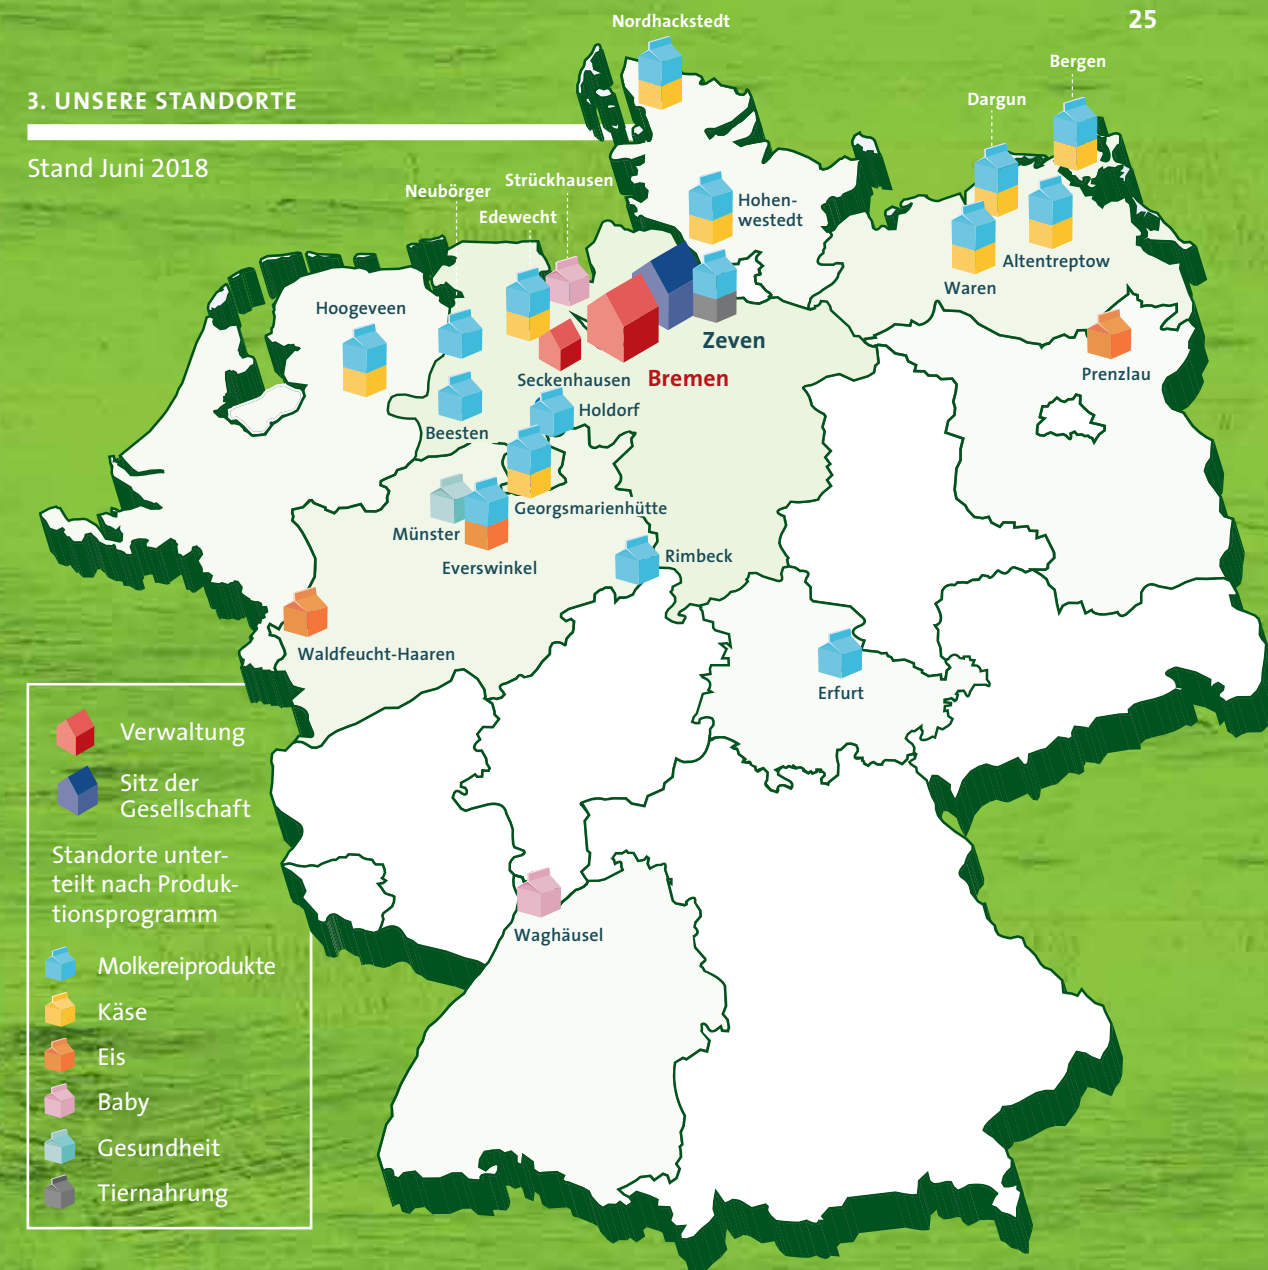 25
3. UNSERE STANDORTE
Stand Juni 2018
Nordhackstedt
Bergen
Dargun
Strückhausen
Neubörger
Edewecht
Hohen-
westedt
Altentreptow
Waren
Hoogeveen
Zeven
Prenzlau
Seckenhausen
Bremen
Holdorf
Beesten
Georgsmarienhütte
Münster
Everswinkel
Rimbeck
Waldfeucht-Haaren
Erfurt
Waghäusel
Verwaltung
Sitz der
Gesellschaft
Standorte unter-
teilt nach Produk-
tionsprogramm
Molkereiprodukte
Käse
Eis
Baby
Gesundheit
Tiernahrung